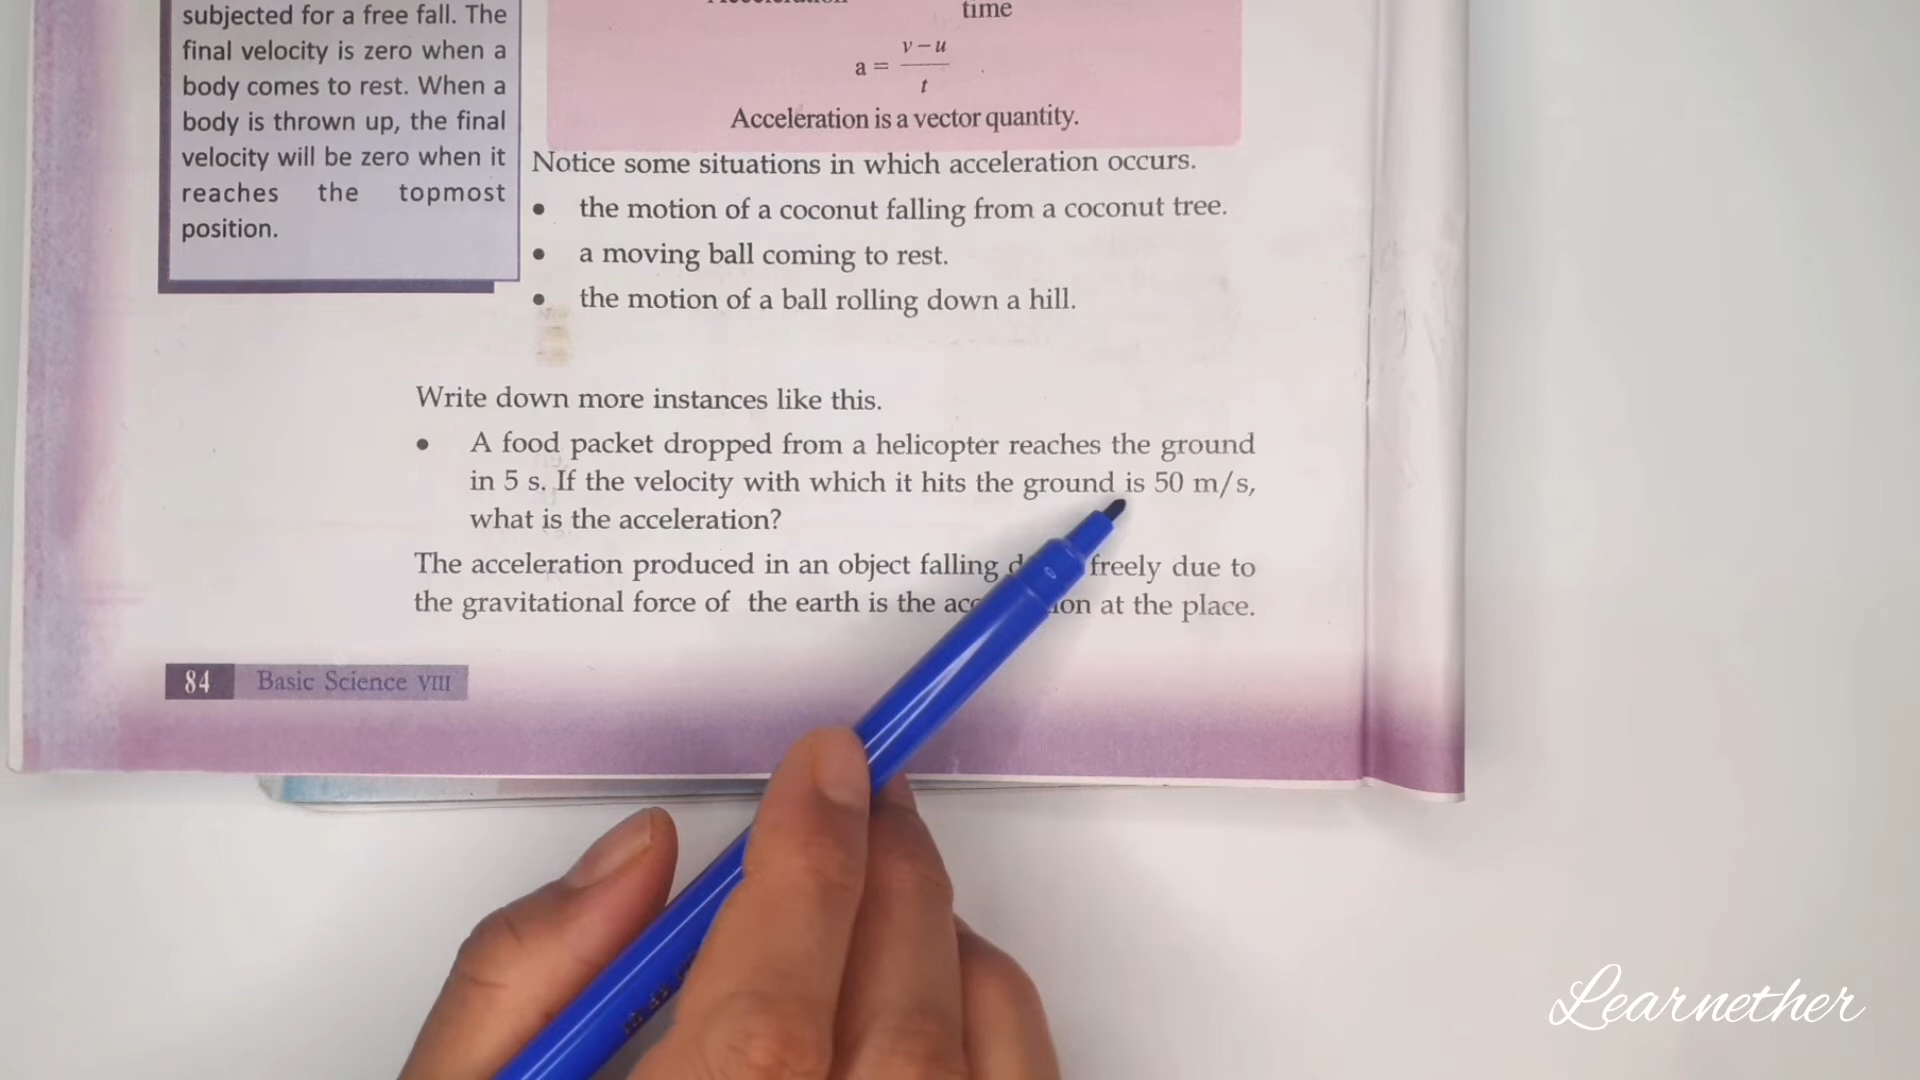 subjected for a free fall. The
final velocity is zero when a
body comes to rest. When a
body is thrown up, the final
velocity will be zero when it
reaches the topmost
position.
time
a = v – u
t
Acceleration is a vector quantity.
Notice some situations in which acceleration occurs.
• the motion of a coconut falling from a coconut tree.
• a moving ball coming to rest.
• the motion of a ball rolling down a hill.
Write down more instances like this.
• A food packet dropped from a helicopter reaches the ground
in 5 s. If the velocity with which it hits the ground is 50 m/s,
what is the acceleration?
The acceleration produced in an object falling freely due to
the gravitational force of the earth is the at the place.
84 Basic Science VIII
Learnether